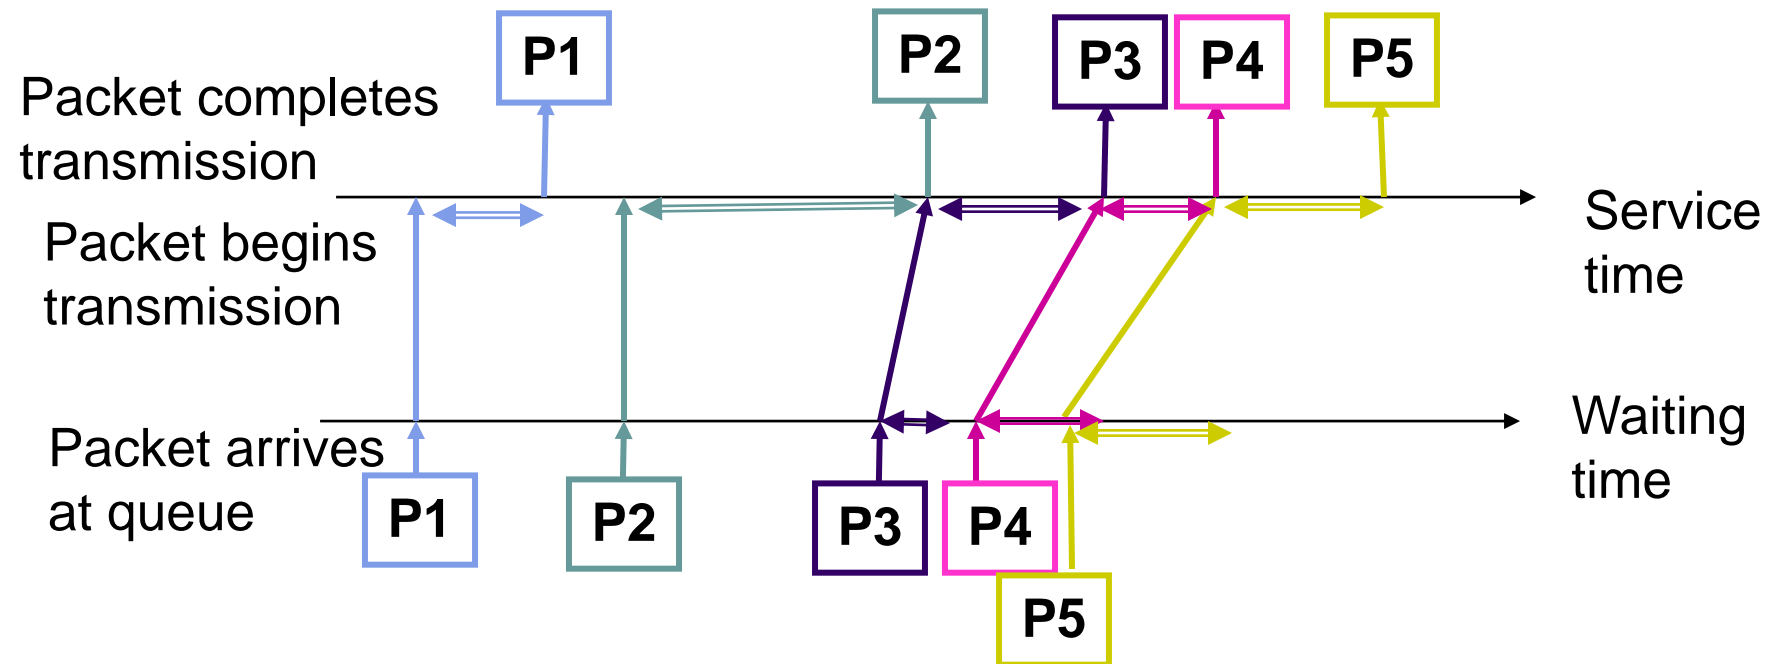 P1
P2
P3
P4
P5
Packet completes
transmission
Packet begins
transmission
Service
time
Packet arrives
at queue
Waiting
time
P1
P2
P3
P4
P5